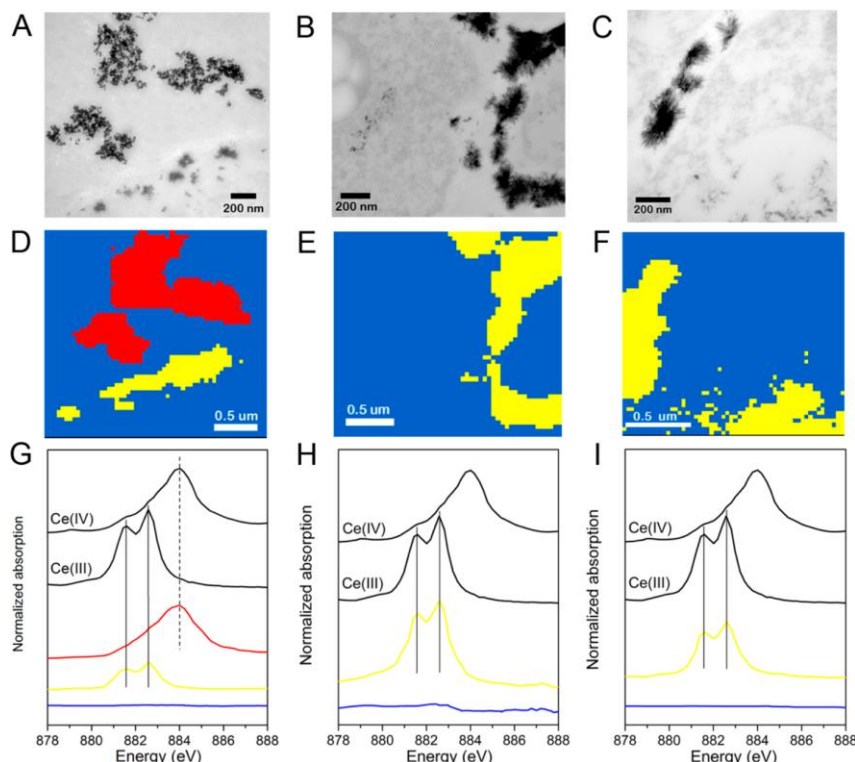 A
B
C
200 nm
200 nm
200 nm
D
E
F
0.5 um
0.5 um
0.5 um
G
H
I
Normalized absorption
Ce(IV)
Ce(III)
878 880 882 884 886 888
Energy (eV)
Normalized absorption
Ce(IV)
Ce(III)
878 880 882 884 886 888
Energy (eV)
Normalized absorption
Ce(IV)
Ce(III)
878 880 882 884 886 888
Energy (eV)